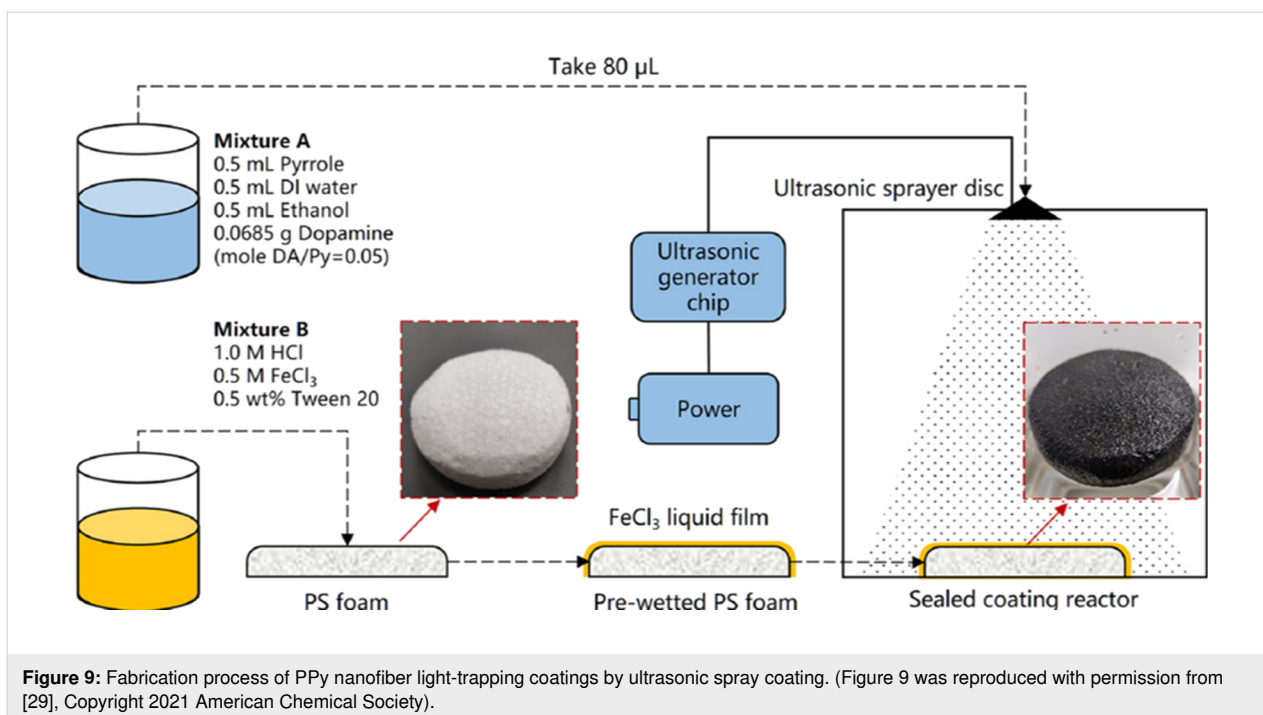 Take 80 µL
Mixture A
0.5 mL Pyrrole
0.5 mL DI water
0.5 mL Ethanol
0.0685 g Dopamine
(mole DA/Py=0.05)
Ultrasonic sprayer disc
Ultrasonic
generator
chip
Power
Mixture B
1.0 M HCl
0.5 M FeCl₃
0.5 wt% Tween 20
FeCl₃ liquid film
PS foam
Pre-wetted PS foam
Sealed coating reactor
Figure 9: Fabrication process of PPy nanofiber light-trapping coatings by ultrasonic spray coating. (Figure 9 was reproduced with permission from
[29], Copyright 2021 American Chemical Society).